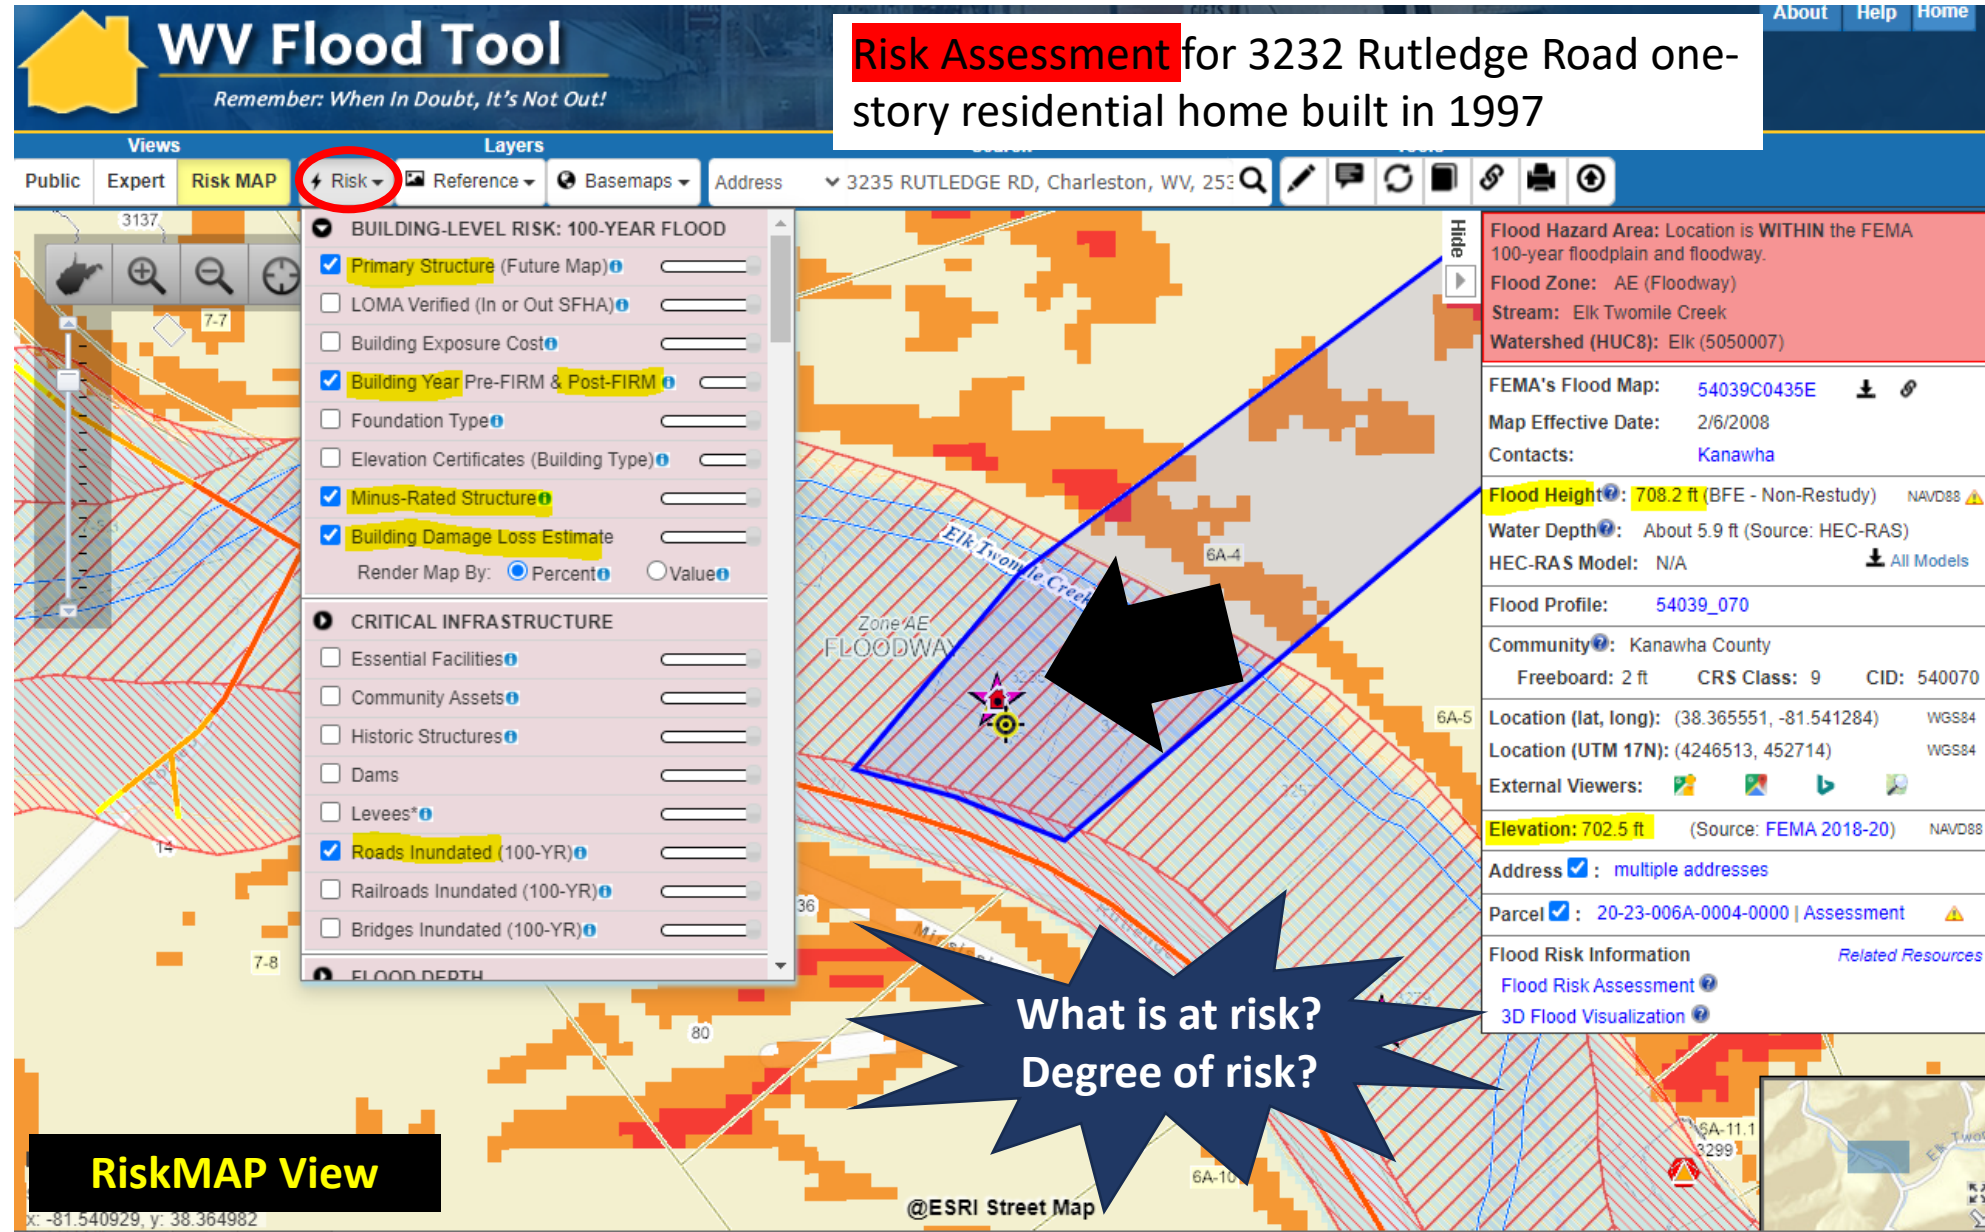 WV Flood Tool
Remember: When In Doubt, It's Not Out!
Risk Assessment for 3232 Rutledge Road one-
story residential home built in 1997
About Help Home
Views
Layers
Public Expert Risk MAP Risk Reference Basemaps Address 3235 RUTLEDGE RD, Charleston, WV, 253
BUILDING-LEVEL RISK: 100-YEAR FLOOD
Primary Structure (Future Map)
LOMA Verified (In or Out SFHA)
Building Exposure Cost
Building Year Pre-FIRM & Post-FIRM
Foundation Type
Elevation Certificates (Building Type)
Minus-Rated Structure
Building Damage Loss Estimate
Render Map By: Percent Value
CRITICAL INFRASTRUCTURE
Essential Facilities
Community Assets
Historic Structures
Dams
Levees*
Roads Inundated (100-YR)
Railroads Inundated (100-YR)
Bridges Inundated (100-YR)
FLOOD DEPTH
Hide
Flood Hazard Area: Location is WITHIN the FEMA
100-year floodplain and floodway.
Flood Zone: AE (Floodway)
Stream: Elk Twomile Creek
Watershed (HUC8): Elk (5050007)
FEMA's Flood Map: 54039C0435E
Map Effective Date: 2/6/2008
Contacts: Kanawha
Flood Height: 708.2 ft (BFE - Non-Restudy) NAVD88
Water Depth: About 5.9 ft (Source: HEC-RAS)
HEC-RAS Model: N/A All Models
Flood Profile: 54039_070
Community: Kanawha County
Freeboard: 2 ft CRS Class: 9 CID: 540070
Location (lat, long): (38.365551, -81.541284) WGS84
Location (UTM 17N): (4246513, 452714) WGS84
External Viewers:
Elevation: 702.5 ft (Source: FEMA 2018-20) NAVD88
Address : multiple addresses
Parcel : 20-23-006A-0004-0000 | Assessment
Flood Risk Information Related Resources
Flood Risk Assessment
3D Flood Visualization
3137
7-7
14
7-8
36
80
Elk Twomile Creek
6A-4
Zone AE
FLOODWAY
6A-5
3257
3279
6A-11.1
3299
6A-10
What is at risk?
Degree of risk?
RiskMAP View
@ESRI Street Map
x: -81.540929, y: 38.364982